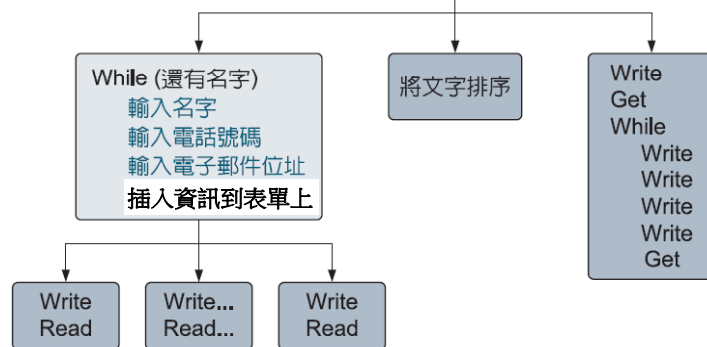 While (還有名字)
輸入名字
輸入電話號碼
輸入電子郵件位址
插入資訊到表單上
將文字排序
Write
Get
While
Write
Write
Write
Write
Get
Write
Read
Write...
Read...
Write
Read